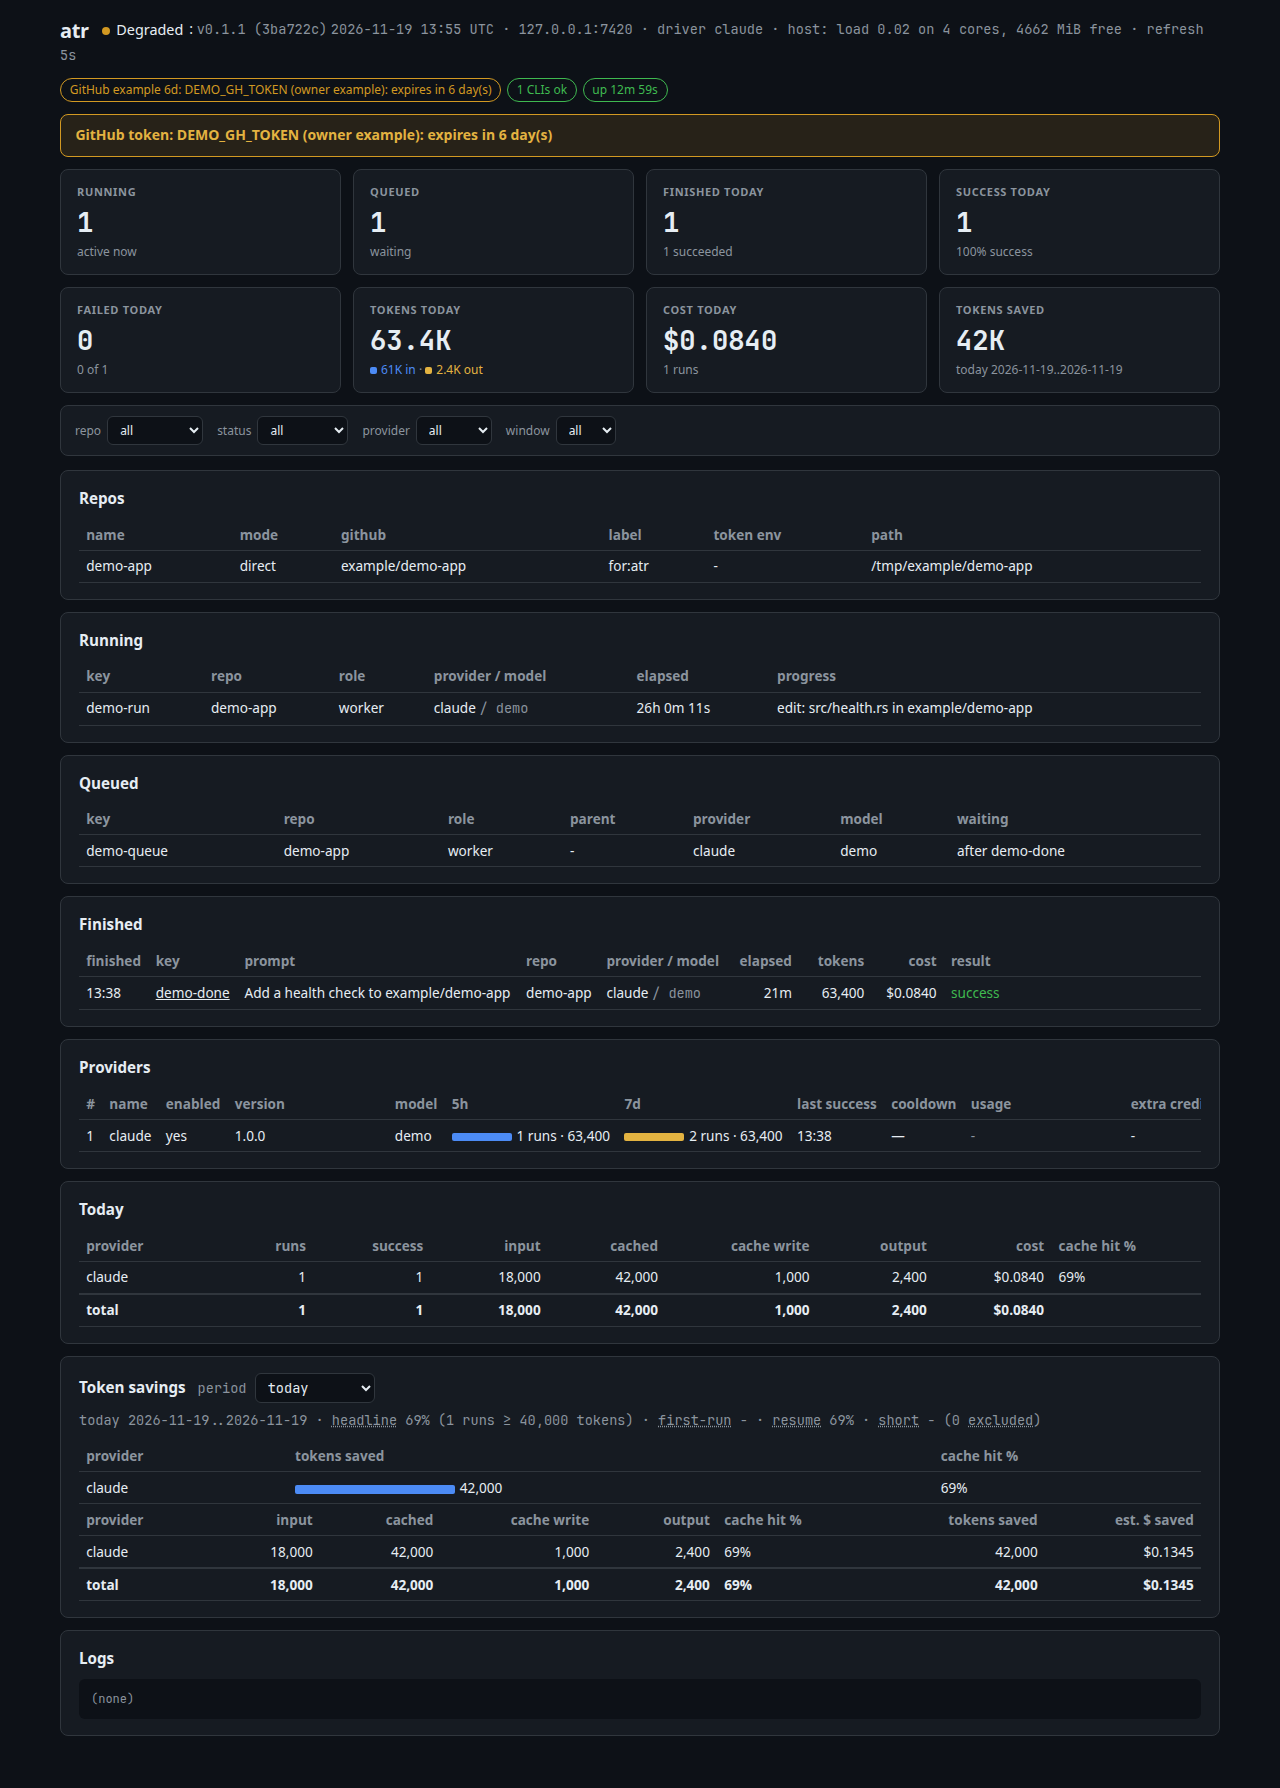 atr Degraded : v0.1.1 (3ba722c) 2026-11-19 13:55 UTC · 127.0.0.1:7420 · driver claude · host: load 0.02 on 4 cores, 4662 MiB free · refresh
5s
GitHub example 6d: DEMO_GH_TOKEN (owner example): expires in 6 day(s) 1 CLIs ok up 12m 59s
GitHub token: DEMO_GH_TOKEN (owner example): expires in 6 day(s)
RUNNING QUEUED FINISHED TODAY SUCCESS TODAY
1 1 1 1
active now waiting 1 succeeded 100% success
FAILED TODAY TOKENS TODAY COST TODAY TOKENS SAVED
0 63.4K $0.0840 42K
0 of 1 61K in · 2.4K out 1 runs today 2026-11-19..2026-11-19
repo all status all provider all window all
Repos
name mode github label token env path
demo-app direct example/demo-app for:atr - /tmp/example/demo-app
Running
key repo role provider / model elapsed progress
demo-run demo-app worker claude / demo 26h 0m 11s edit: src/health.rs in example/demo-app
Queued
key repo role parent provider model waiting
demo-queue demo-app worker - claude demo after demo-done
Finished
finished key prompt repo provider / model elapsed tokens cost result
13:38 demo-done Add a health check to example/demo-app demo-app claude / demo 21m 63,400 $0.0840 success
Providers
# name enabled version model 5h 7d last success cooldown usage extra credi
1 claude yes 1.0.0 demo 1 runs · 63,400 2 runs · 63,400 13:38 — - -
Today
provider runs success input cached cache write output cost cache hit %
claude 1 1 18,000 42,000 1,000 2,400 $0.0840 69%
total 1 1 18,000 42,000 1,000 2,400 $0.0840
Token savings period today
today 2026-11-19..2026-11-19 · headline 69% (1 runs ≥ 40,000 tokens) · first-run - · resume 69% · short - (0 excluded)
provider tokens saved cache hit %
claude 42,000 69%
provider input cached cache write output cache hit % tokens saved est. $ saved
claude 18,000 42,000 1,000 2,400 69% 42,000 $0.1345
total 18,000 42,000 1,000 2,400 69% 42,000 $0.1345
Logs
(none)